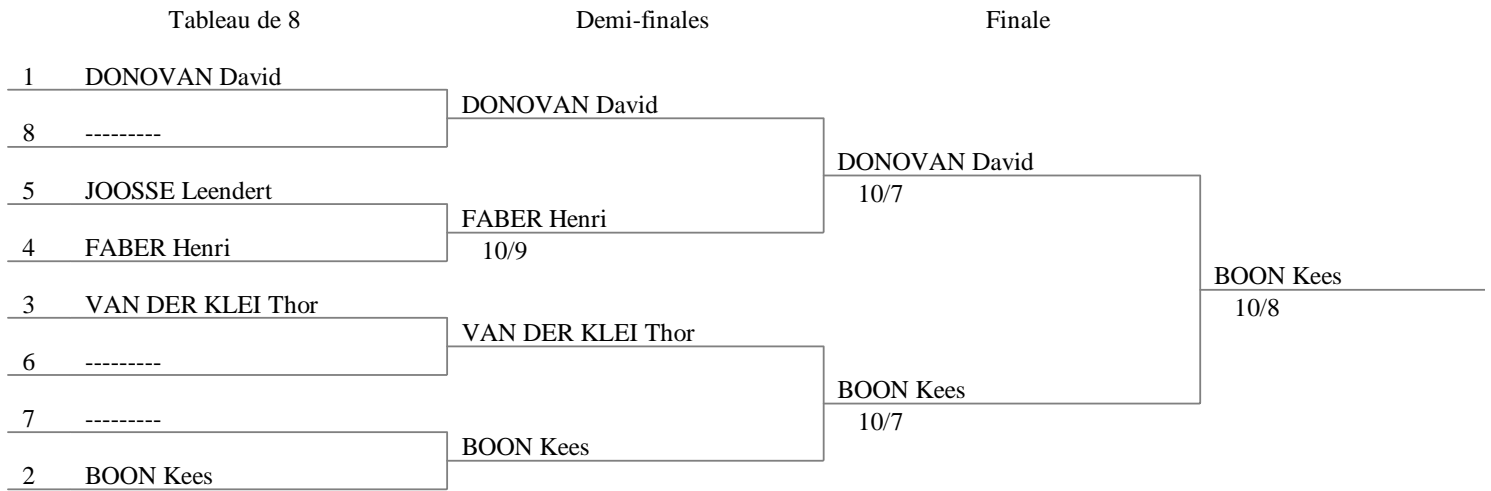 Tableau de 8 Demi-finales Finale
1 DONOVAN David
DONOVAN David
8 ---------
DONOVAN David
10/7
5 JOOSSE Leendert
FABER Henri
10/9
4 FABER Henri
BOON Kees
10/8
3 VAN DER KLEI Thor
VAN DER KLEI Thor
6 ---------
BOON Kees
10/7
7 ---------
BOON Kees
2 BOON Kees